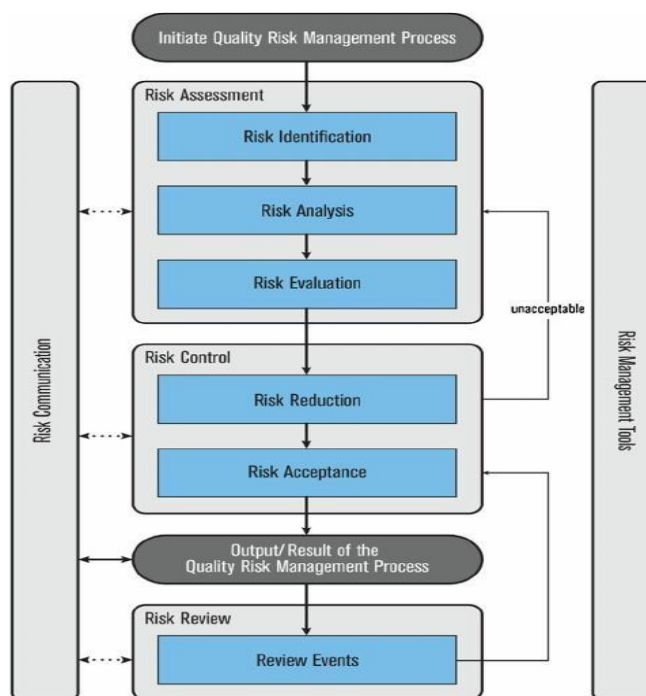 Initiate Quality Risk Management Process
Risk Assessment
Risk Identification
Risk Analysis
Risk Evaluation
unacceptable
Risk Control
Risk Reduction
Risk Acceptance
Output/Result of the
Quality Risk Management Process
Risk Review
Review Events
Risk Communication
Risk Management Tools